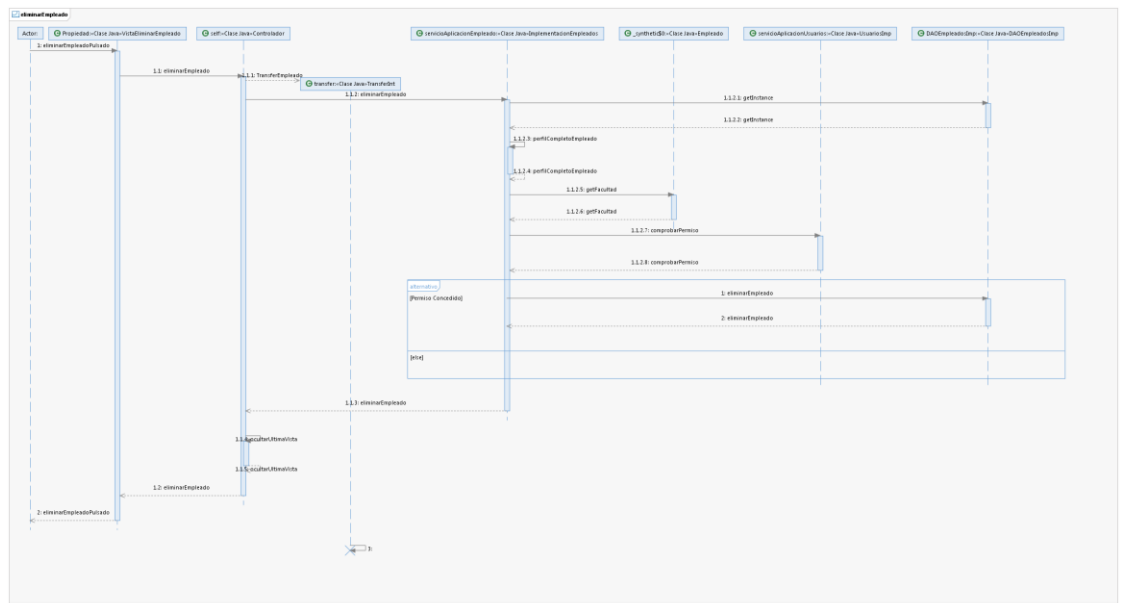 eliminarEmpleado
Actor:
Propiedad:«Clase Java»VistaEliminarEmpleado
self:«Clase Java»Controlador
servicioAplicacionEmpleado:«Clase Java»ImplementacionEmpleados
_synthetic$0:«Clase Java»Empleado
servicioAplicacionUsuarios:«Clase Java»UsuariosImp
DAOEmpleadosImp:«Clase Java»DAOEmpleadosImp
1: eliminarEmpleadoPulsado
1.1: eliminarEmpleado
1.1.1: TransferEmpleado
transfer:«Clase Java»TransferInt
1.1.2: eliminarEmpleado
1.1.2.1: getInstance
1.1.2.2: getInstance
1.1.2.3: perfilCompletoEmpleado
1.1.2.4: perfilCompletoEmpleado
1.1.2.5: getFacultad
1.1.2.6: getFacultad
1.1.2.7: comprobarPermiso
1.1.2.8: comprobarPermiso
alternativa
[Permiso Concedido]
1: eliminarEmpleado
2: eliminarEmpleado
[else]
1.1.3: eliminarEmpleado
1.1.4: ocultarUltimaVista
1.1.5: ocultarUltimaVista
1.2: eliminarEmpleado
2: eliminarEmpleadoPulsado
3: